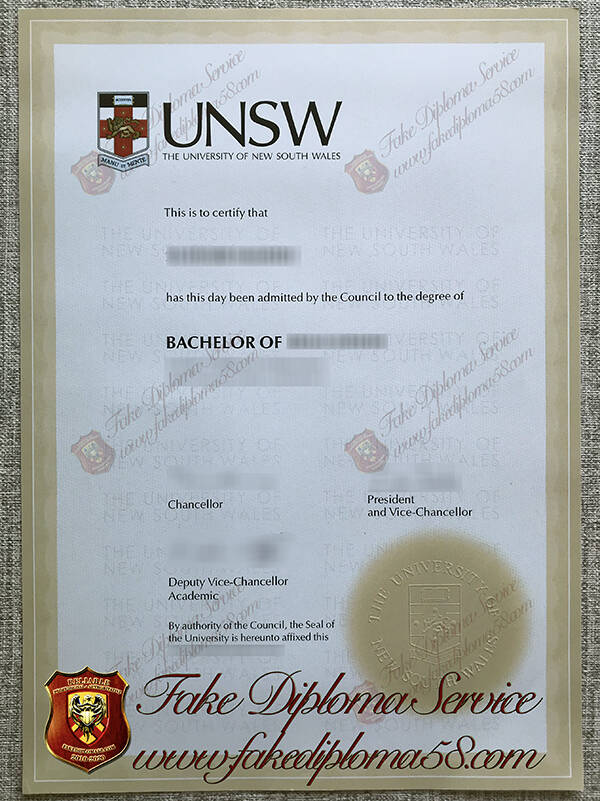 UNSW
THE UNIVERSITY OF NEW SOUTH WALES
MANU ET MENTE
This is to certify that
has this day been admitted by the Council to the degree of
BACHELOR OF
Chancellor
President
and Vice-Chancellor
Deputy Vice-Chancellor
Academic
By authority of the Council, the Seal of
the University is hereunto affixed this
THE UNIVERSITY OF
NEW SOUTH WALES
RELIABLE
Fake Diploma Service
www.fakediploma58.com
2010-2020